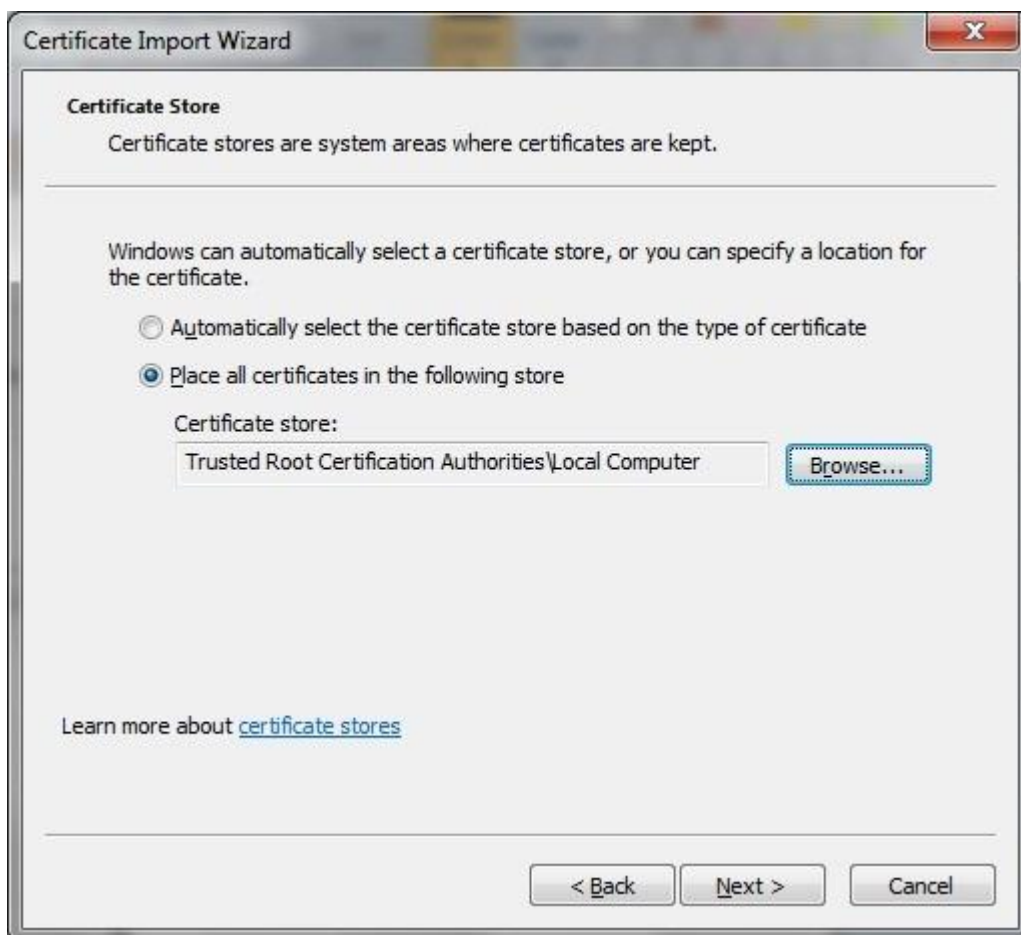 Certificate Import Wizard
Certificate Store
Certificate stores are system areas where certificates are kept.
Windows can automatically select a certificate store, or you can specify a location for
the certificate.
Automatically select the certificate store based on the type of certificate
Place all certificates in the following store
Certificate store:
Trusted Root Certification Authorities\Local Computer
Browse...
Learn more about certificate stores
< Back
Next >
Cancel